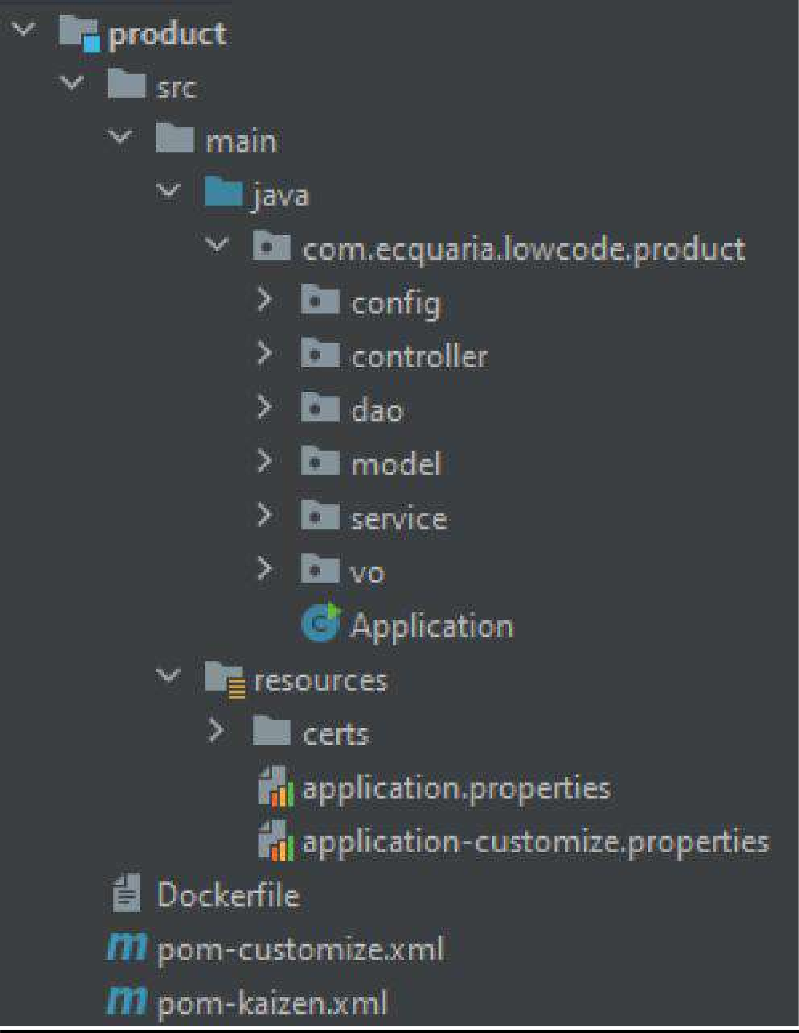 product
src
main
java
com.ecquaria.lowcode.product
config
controller
dao
model
service
vo
Application
resources
certs
application.properties
application-customize.properties
Dockerfile
pom-customize.xml
pom-kaizen.xml